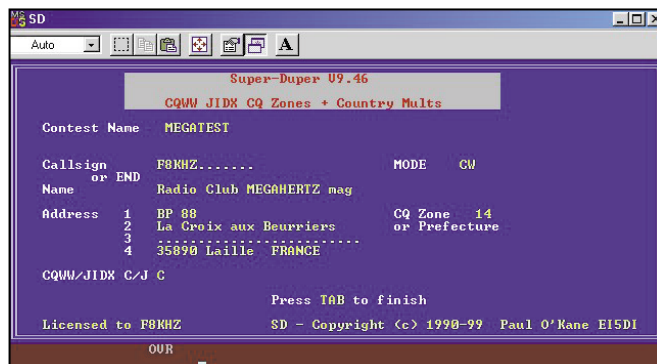 SD
Auto
A
Super-Duper V9.46
CQWW JIDX CQ Zones + Country Mults
Contest Name MEGATEST
Callsign F8KHZ....... MODE CW
or END
Name Radio Club MEGAHERTZ mag
Address 1 BP 88 CQ Zone 14
2 La Croix aux Beurriers or Prefecture
3 .........................
4 35890 Laille FRANCE
CQWW/JIDX C/J C
Press TAB to finish
Licensed to F8KHZ SD - Copyright (c) 1990-99 Paul O'Kane EI5DI
OVR